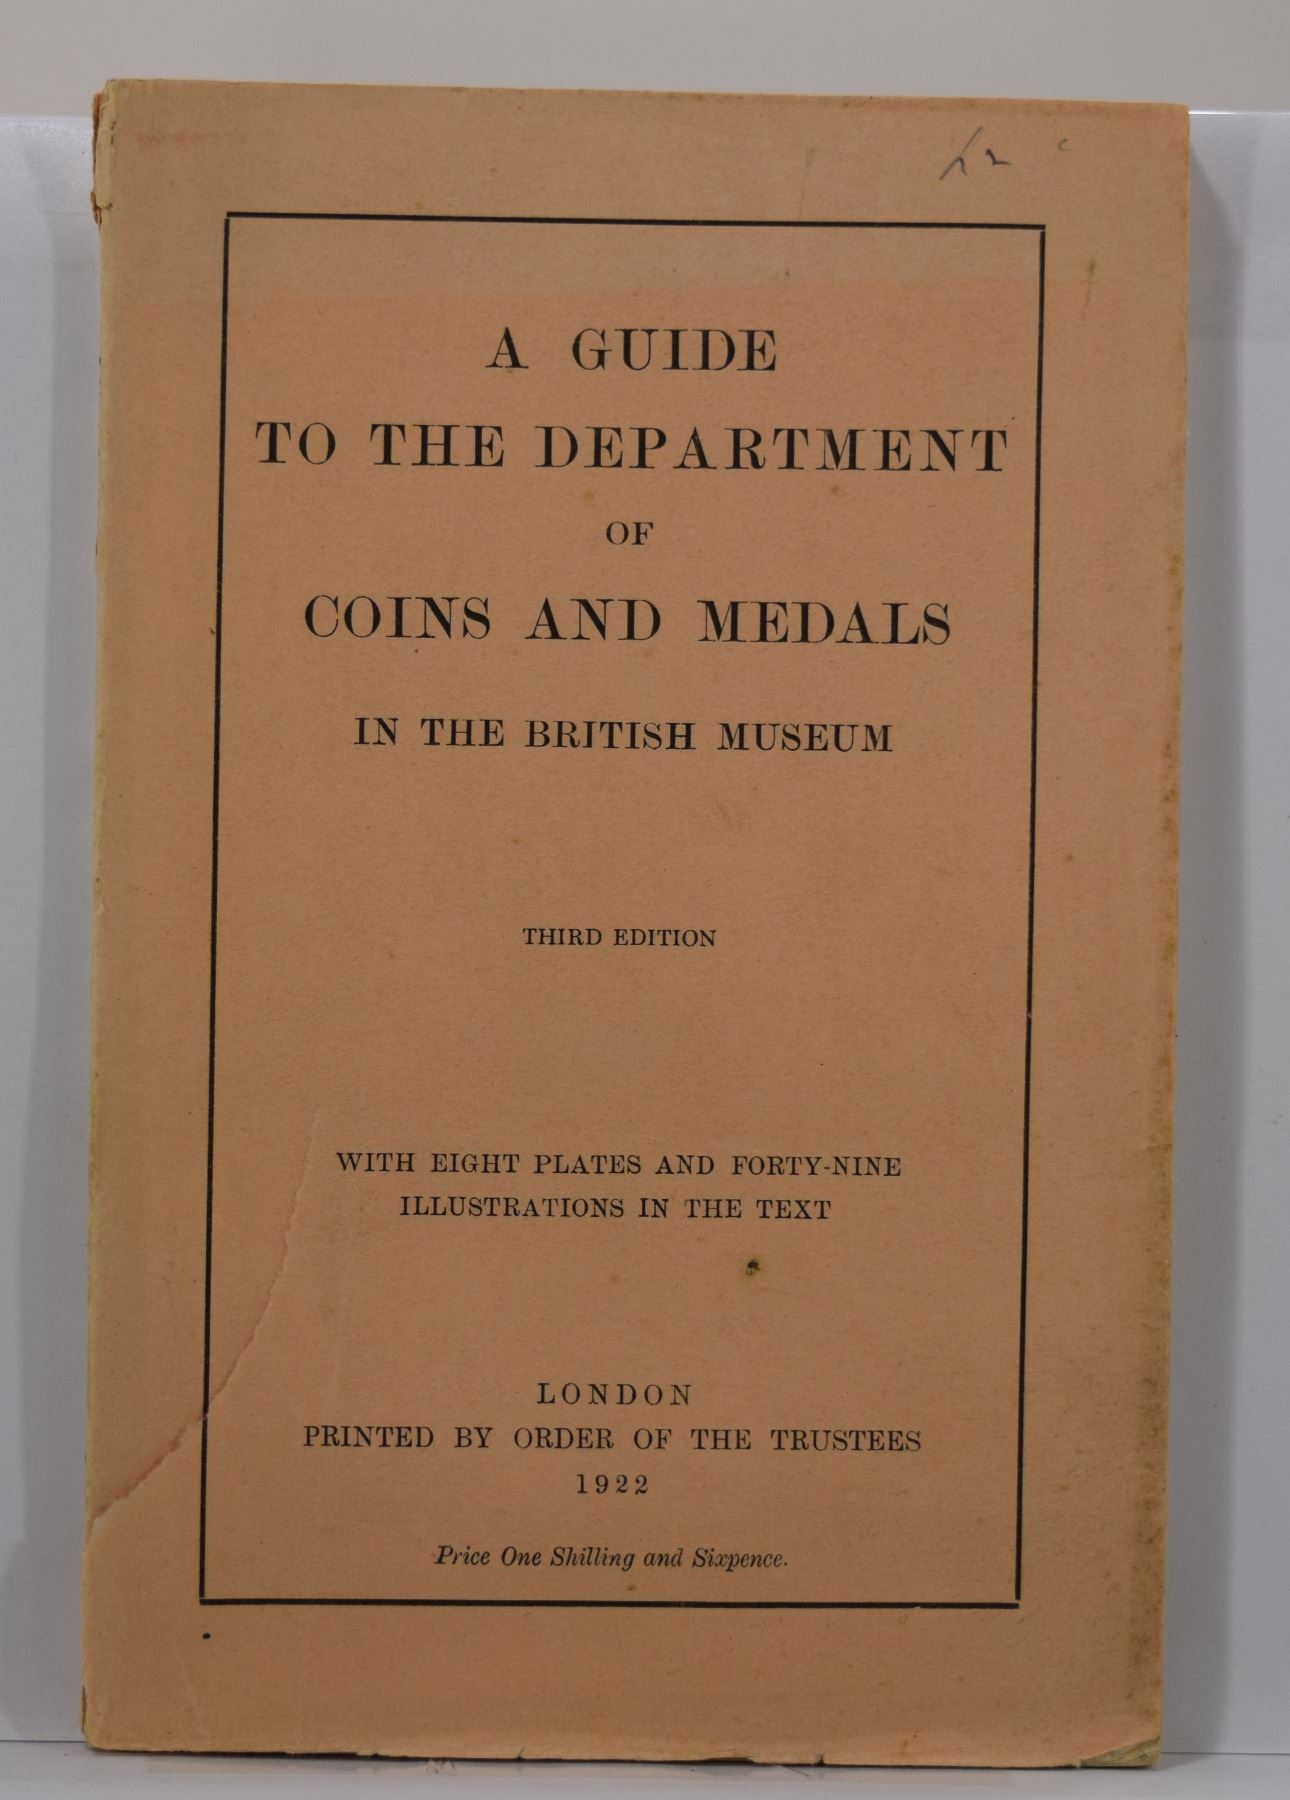 A GUIDE
TO THE DEPARTMENT
OF
COINS AND MEDALS
IN THE BRITISH MUSEUM
THIRD EDITION
WITH EIGHT PLATES AND FORTY-NINE
ILLUSTRATIONS IN THE TEXT
LONDON
PRINTED BY ORDER OF THE TRUSTEES
1922
Price One Shilling and Sixpence.